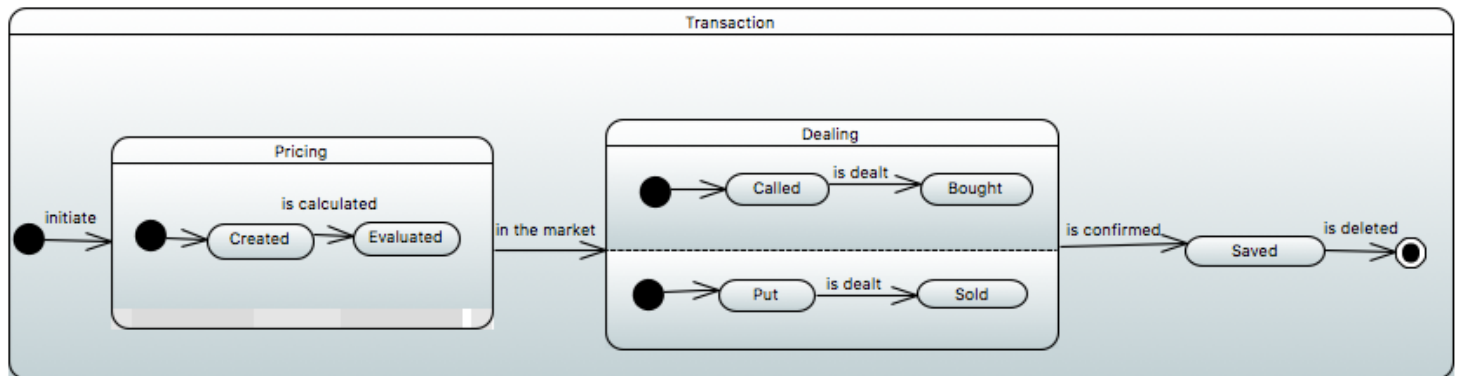 Transaction
Dealing
Pricing
is dealt
Called
Bought
is calculated
initiate
in the market
is confirmed
is deleted
Created
Evaluated
Saved
is dealt
Put
Sold